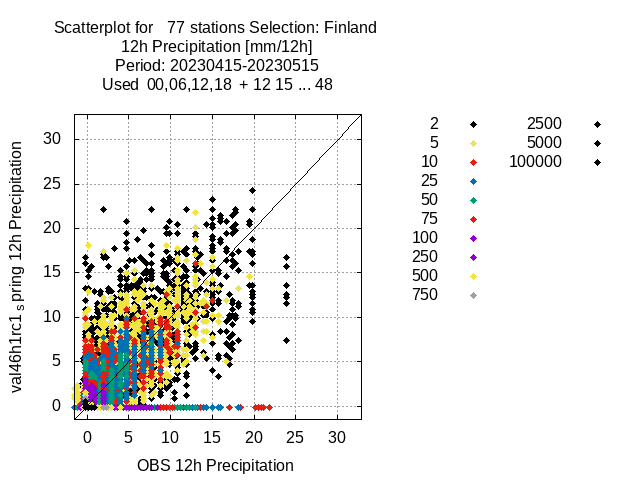 Scatterplot for 77 stations Selection: Finland
12h Precipitation [mm/12h]
Period: 20230415-20230515
Used 00,06,12,18 + 12 15 ... 48
val46h1rc1 s pring 12h Precipitation
30
25
20
15
10
5
0
0 5 10 15 20 25 30
OBS 12h Precipitation
2 2500
5 5000
10 100000
25
50
75
100
250
500
750